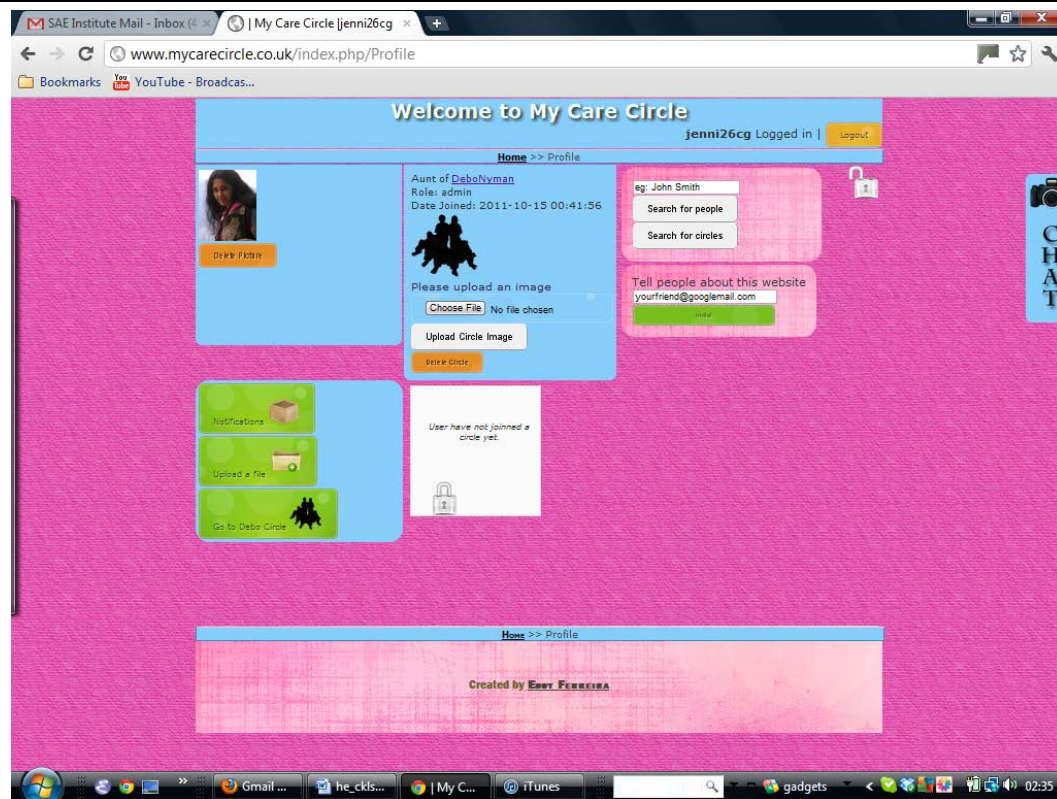 SAE Institute Mail - Inbox (4
| My Care Circle |jenni26cg
www.mycarecircle.co.uk/index.php/Profile
Bookmarks
You Tube
YouTube - Broadcas...
Welcome to My Care Circle
jenni26cg Logged in |
Logout
Home >> Profile
Delete Picture
Aunt of DeboNyman
Role: admin
Date Joined: 2011-10-15 00:41:56
Please upload an image
Choose File No file chosen
Upload Circle Image
Delete Circle
eg: John Smith
Search for people
Search for circles
Tell people about this website
yourfriend@googlemail.com
CHAT
Notifications
Upload a file
Go to Debo Circle
User have not joinned a
circle yet.
Home >> Profile
Created by Eddy Ferreira
Gmail ...
he_ckls...
| My C...
iTunes
gadgets
02:35